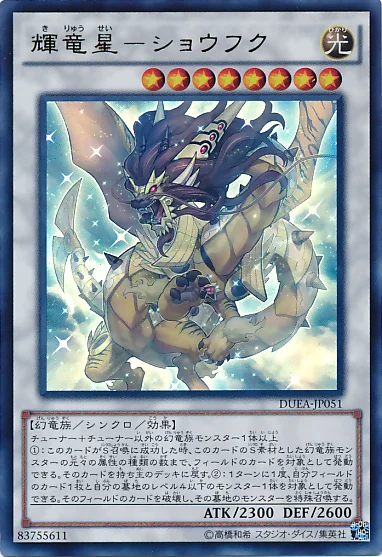 輝竜星－ショウフク
光
DUEA-JP051
【幻竜族／シンクロ／効果】
チューナー＋チューナー以外の幻竜族モンスター1体以上
①：このカードがS召喚に成功した時、このカードのS素材とした幻竜族モン
スターの元々の属性の種類の数まで、フィールドのカードを対象として発動
できる。そのカードを持ち主のデッキに戻す。②：1ターンに1度、自分フィールド
のカード1枚と自分の墓地のレベル4以下のモンスター1体を対象として発動
できる。そのフィールドのカードを破壊し、その墓地のモンスターを特殊召喚する。
ATK/2300 DEF/2600
83755611
©高橋和希 スタジオ・ダイス/集英社